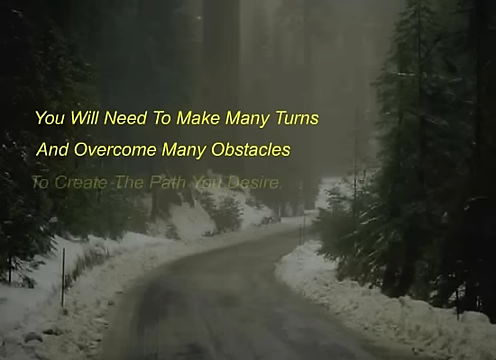 You Will Need To Make Many Turns
And Overcome Many Obstacles
To Create The Path You Desire.